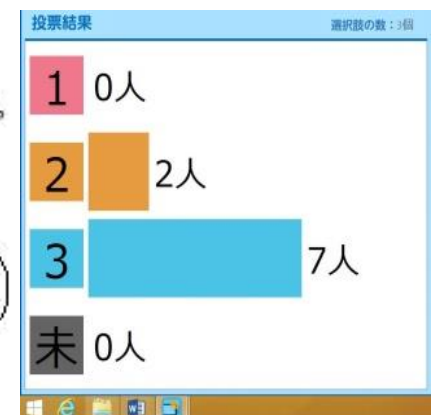 投票結果 選択肢の数：3個
1 0人
2 2人
3 7人
未 0人